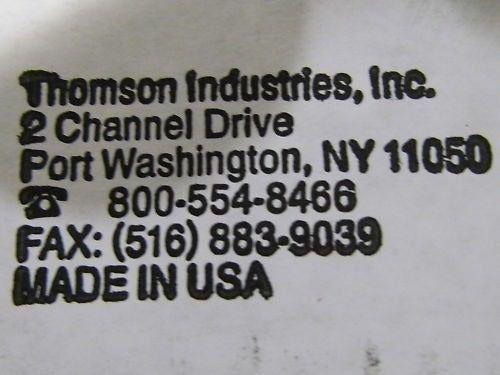 Thomson Industries, Inc.
2 Channel Drive
Port Washington, NY 11050
☎ 800-554-8466
FAX: (516) 883-9039
MADE IN USA